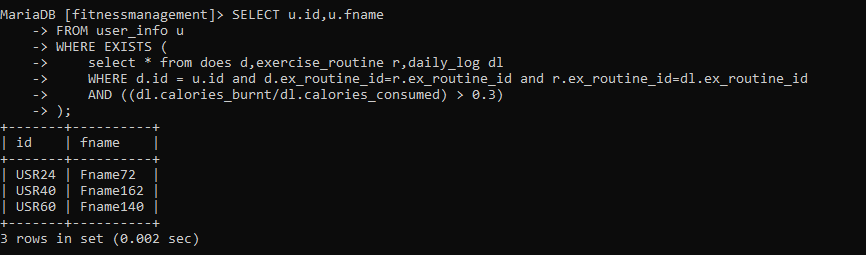 MariaDB [fitnessmanagement]> SELECT u.id,u.fname
    -> FROM user_info u
    -> WHERE EXISTS (
    ->     select * from does d,exercise_routine r,daily_log dl
    ->     WHERE d.id = u.id and d.ex_routine_id=r.ex_routine_id and r.ex_routine_id=dl.ex_routine_id
    ->     AND ((dl.calories_burnt/dl.calories_consumed) > 0.3)
    -> );
+-------+----------+
| id    | fname    |
+-------+----------+
| USR24 | Fname72  |
| USR40 | Fname162 |
| USR60 | Fname140 |
+-------+----------+
3 rows in set (0.002 sec)